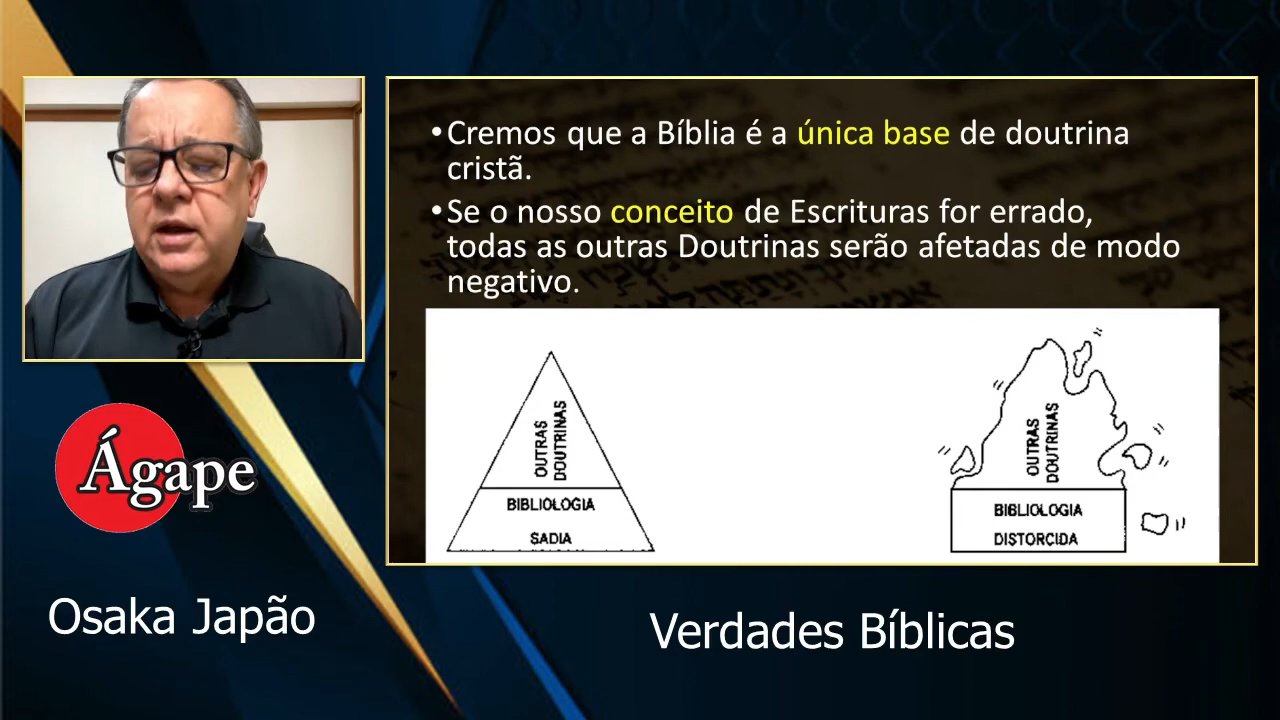 •Cremos que a Bíblia é a única base de doutrina
cristã.
•Se o nosso conceito de Escrituras for errado,
todas as outras Doutrinas serão afetadas de modo
negativo.
OUTRAS
DOUTRINAS
BIBLIOLOGIA
SADIA
OUTRAS
DOUTRINAS
BIBLIOLOGIA
DISTORCIDA
Ágape
Osaka Japão
Verdades Bíblicas